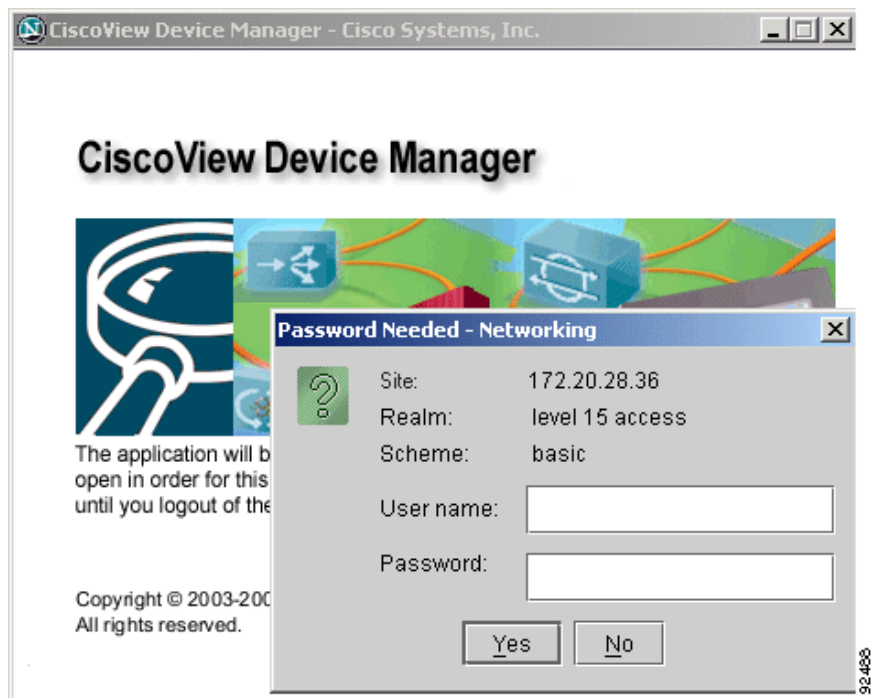 CiscoView Device Manager - Cisco Systems, Inc.
CiscoView Device Manager
Password Needed - Networking
Site: 172.20.28.36
Realm: level 15 access
Scheme: basic
User name:
Password:
Yes No
The application will b
open in order for this
until you logout of the
Copyright © 2003-200
All rights reserved.
92488